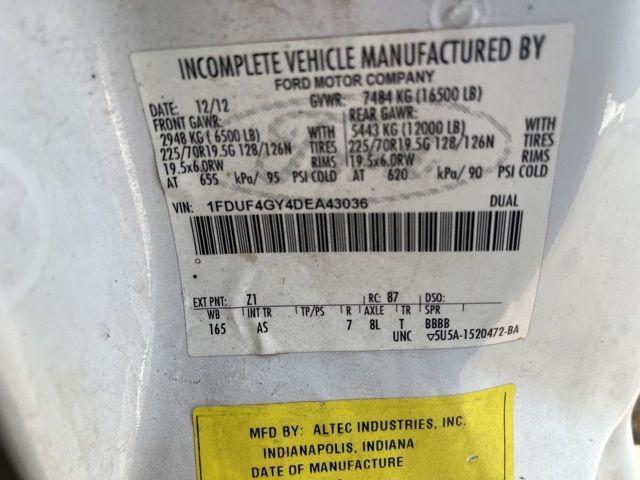 INCOMPLETE VEHICLE MANUFACTURED BY
FORD MOTOR COMPANY
DATE: 12/12 GVWR: 7484 KG (16500 LB)
FRONT GAWR: REAR GAWR:
2948 KG ( 6500 LB) WITH 5443 KG (12000 LB) WITH
225/70R19.5G 128/126N TIRES 225/70R19.5G 128/126N TIRES
19.5x6.0RW RIMS 19.5x6.0RW RIMS
AT 655 kPa/ 95 PSI COLD AT 620 kPa/ 90 PSI COLD
VIN: 1FDUF4GY4DEA43036 DUAL
EXT PNT: Z1 RC: 87 DSO:
WB INT TR TP/PS R AXLE TR SPR
165 AS 7 BL T BBBB
UNC ▽5U5A-1520472-BA
MFD BY: ALTEC INDUSTRIES, INC.
INDIANAPOLIS, INDIANA
DATE OF MANUFACTURE